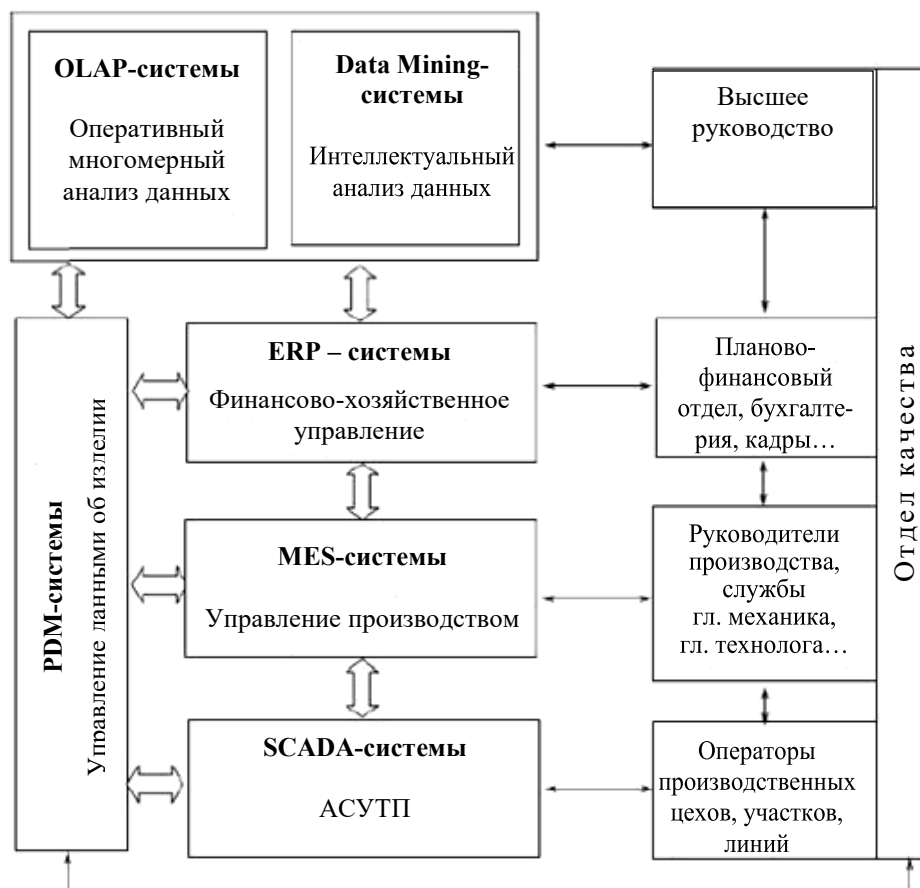 OLAP-системы
Оперативный
многомерный
анализ данных
Data Mining-
системы
Интеллектуальный
анализ данных
Высшее
руководство
ERP – системы
Финансово-хозяйственное
управление
Планово-
финансовый
отдел, бухгалте-
рия, кадры…
MES-системы
Управление производством
Руководители
производства,
службы
гл. механика,
гл. технолога…
SCADA-системы
АСУТП
Операторы
производственных
цехов, участков,
линий
PDM-системы
Управление данными об изделии
Отдел качества